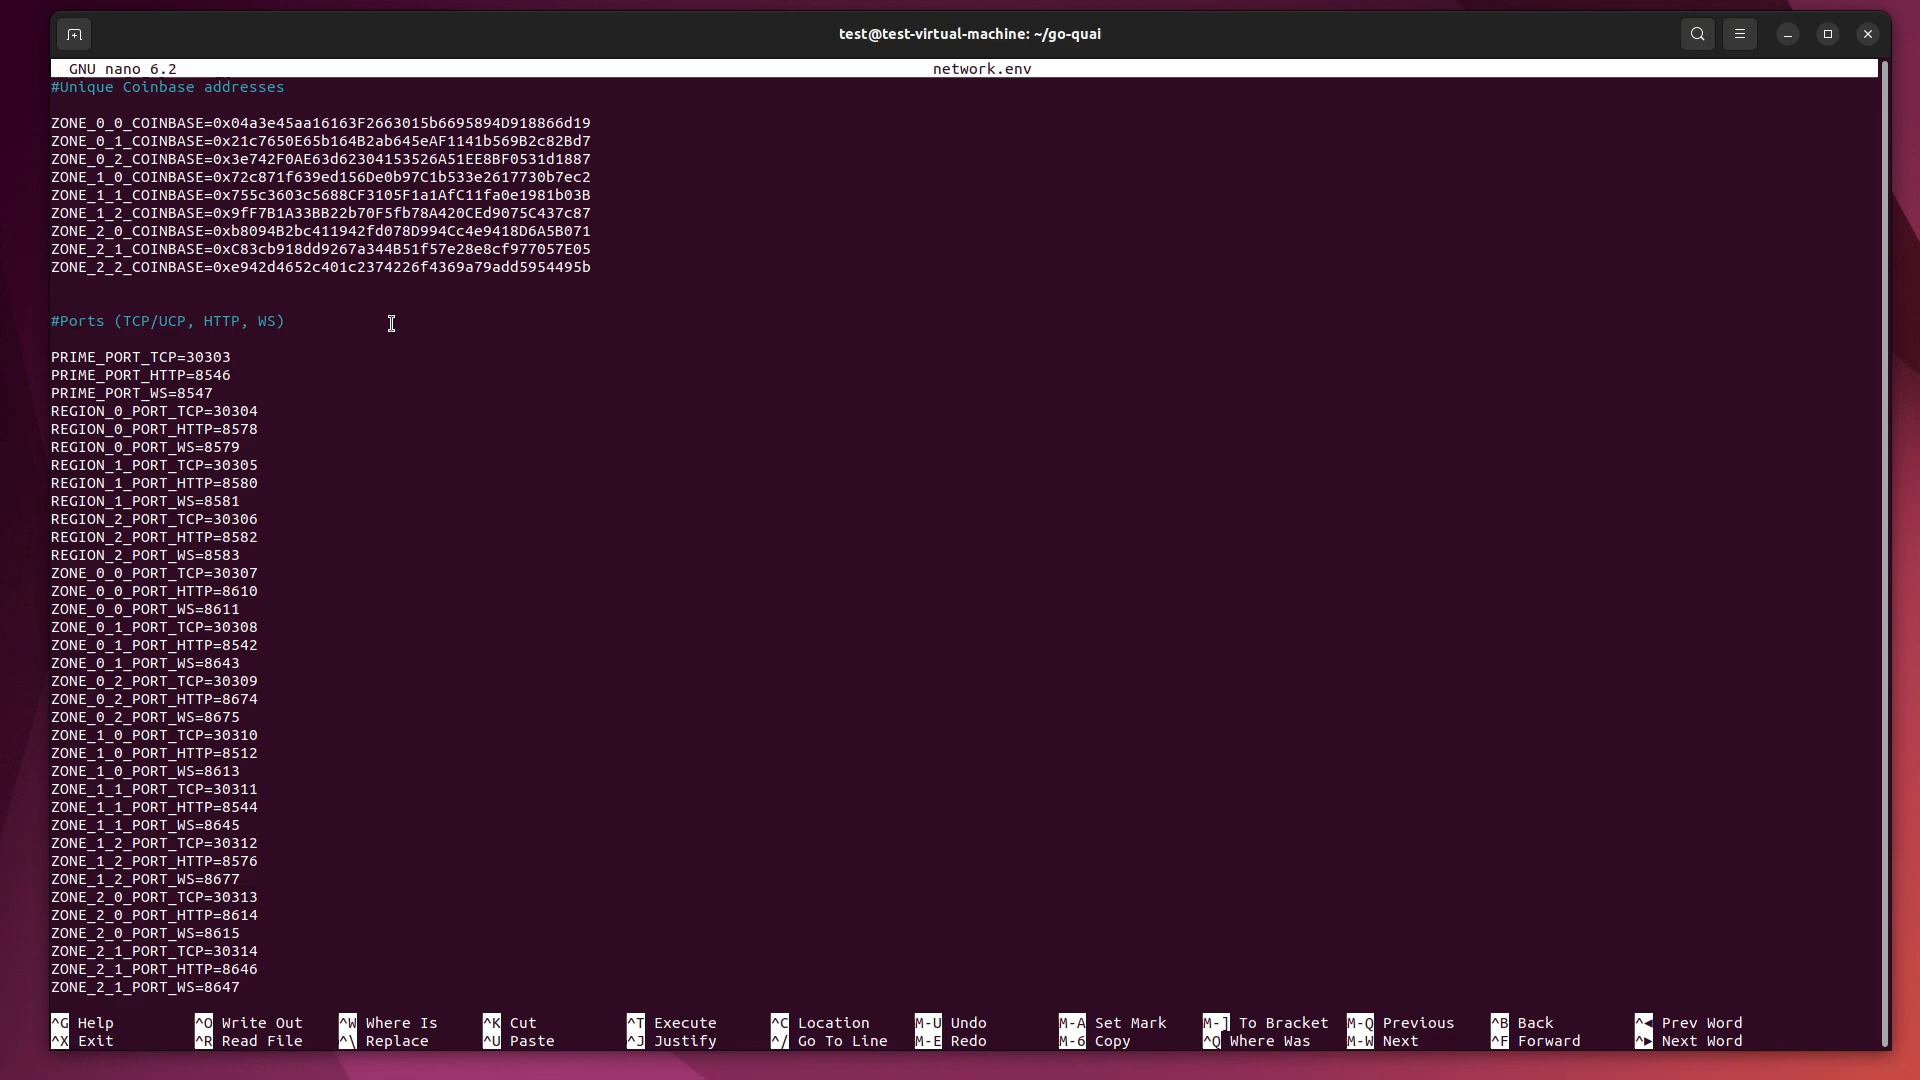 test@test-virtual-machine: ~/go-quai
GNU nano 6.2 network.env
#Unique Coinbase addresses
ZONE_0_0_COINBASE=0x04a3e45aa16163F2663015b6695894D918866d19
ZONE_0_1_COINBASE=0x21c7650E65b164B2ab645eAF1141b569B2c82Bd7
ZONE_0_2_COINBASE=0x3e742F0AE63d62304153526A51EE8BF0531d1887
ZONE_1_0_COINBASE=0x72c871f639ed156De0b97C1b533e2617730b7ec2
ZONE_1_1_COINBASE=0x755c3603c5688CF3105F1a1AfC11fa0e1981b03B
ZONE_1_2_COINBASE=0x9fF7B1A33BB22b70F5fb78A420CEd9075C437c87
ZONE_2_0_COINBASE=0xb8094B2bc411942fd078D994Cc4e9418D6A5B071
ZONE_2_1_COINBASE=0xC83cb918dd9267a344B51f57e28e8cf977057E05
ZONE_2_2_COINBASE=0xe942d4652c401c2374226f4369a79add5954495b
#Ports (TCP/UCP, HTTP, WS)
PRIME_PORT_TCP=30303
PRIME_PORT_HTTP=8546
PRIME_PORT_WS=8547
REGION_0_PORT_TCP=30304
REGION_0_PORT_HTTP=8578
REGION_0_PORT_WS=8579
REGION_1_PORT_TCP=30305
REGION_1_PORT_HTTP=8580
REGION_1_PORT_WS=8581
REGION_2_PORT_TCP=30306
REGION_2_PORT_HTTP=8582
REGION_2_PORT_WS=8583
ZONE_0_0_PORT_TCP=30307
ZONE_0_0_PORT_HTTP=8610
ZONE_0_0_PORT_WS=8611
ZONE_0_1_PORT_TCP=30308
ZONE_0_1_PORT_HTTP=8542
ZONE_0_1_PORT_WS=8643
ZONE_0_2_PORT_TCP=30309
ZONE_0_2_PORT_HTTP=8674
ZONE_0_2_PORT_WS=8675
ZONE_1_0_PORT_TCP=30310
ZONE_1_0_PORT_HTTP=8512
ZONE_1_0_PORT_WS=8613
ZONE_1_1_PORT_TCP=30311
ZONE_1_1_PORT_HTTP=8544
ZONE_1_1_PORT_WS=8645
ZONE_1_2_PORT_TCP=30312
ZONE_1_2_PORT_HTTP=8576
ZONE_1_2_PORT_WS=8677
ZONE_2_0_PORT_TCP=30313
ZONE_2_0_PORT_HTTP=8614
ZONE_2_0_PORT_WS=8615
ZONE_2_1_PORT_TCP=30314
ZONE_2_1_PORT_HTTP=8646
ZONE_2_1_PORT_WS=8647
^G Help ^O Write Out ^W Where Is ^K Cut ^T Execute ^C Location M-U Undo M-A Set Mark M-] To Bracket M-Q Previous ^B Back ^◄ Prev Word
^X Exit ^R Read File ^\ Replace ^U Paste ^J Justify ^/ Go To Line M-E Redo M-6 Copy ^Q Where Was M-W Next ^F Forward ^► Next Word